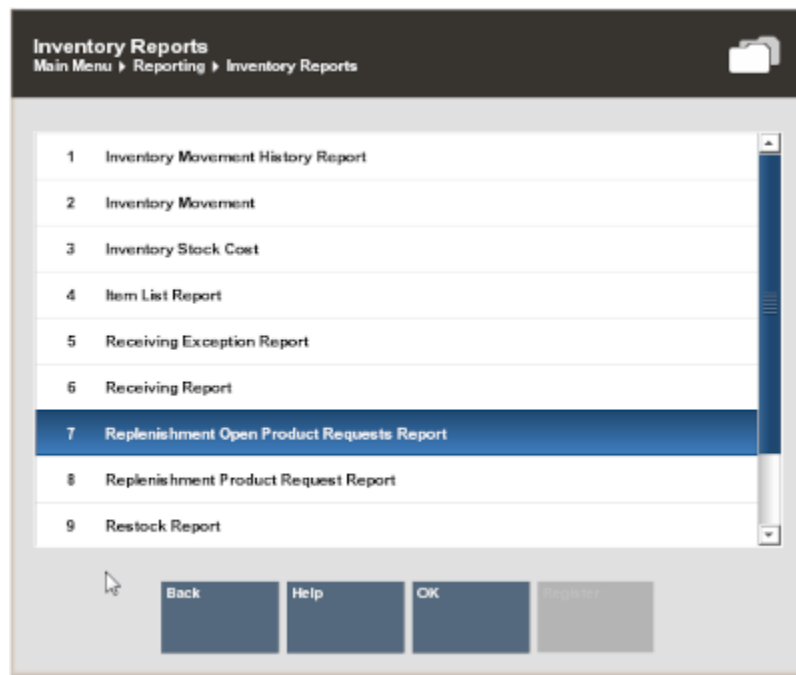 Inventory Reports
Main Menu ▸ Reporting ▸ Inventory Reports
1 Inventory Movement History Report
2 Inventory Movement
3 Inventory Stock Cost
4 Item List Report
5 Receiving Exception Report
6 Receiving Report
7 Replenishment Open Product Requests Report
8 Replenishment Product Request Report
9 Restock Report
Back Help OK Register